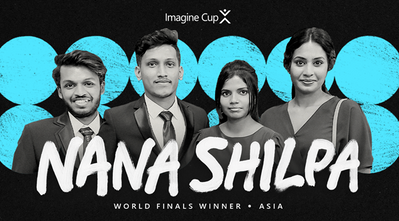 Imagine Cup
NANA SHILPA
WORLD FINALS WINNER • ASIA